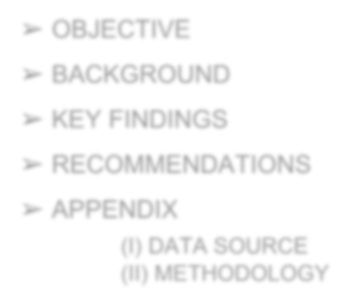 ➢ OBJECTIVE
➢ BACKGROUND
➢ KEY FINDINGS
➢ RECOMMENDATIONS
➢ APPENDIX
(I) DATA SOURCE
(II) METHODOLOGY